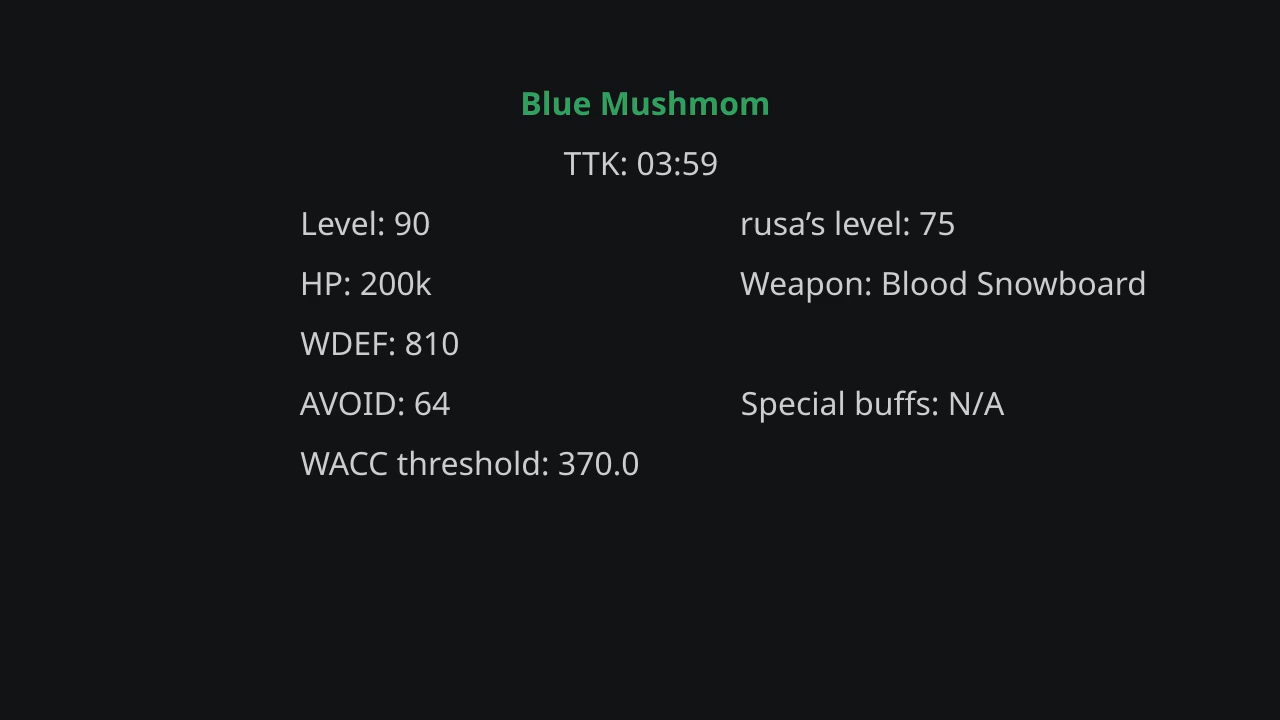 Blue Mushmom
TTK: 03:59
Level: 90
rusa’s level: 75
HP: 200k
Weapon: Blood Snowboard
WDEF: 810
AVOID: 64
Special buffs: N/A
WACC threshold: 370.0